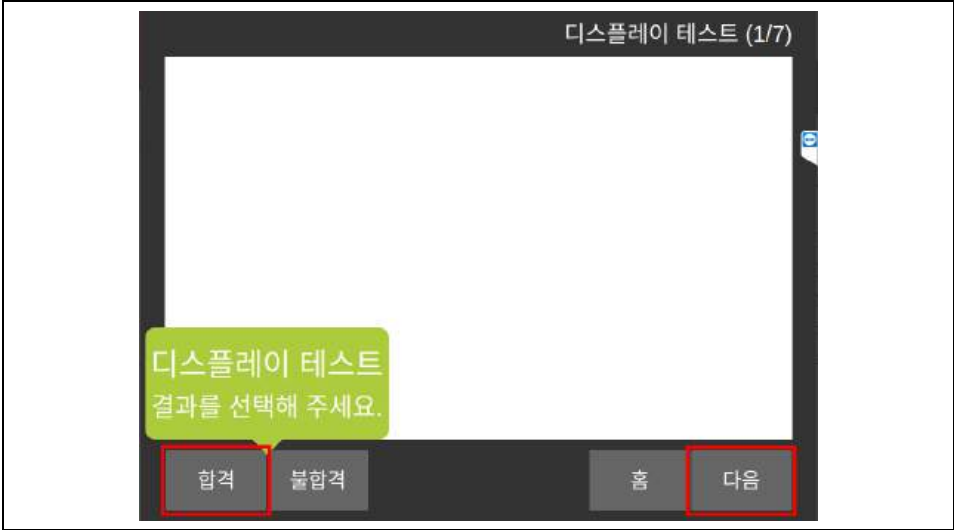 디스플레이 테스트 (1/7)
디스플레이 테스트
결과를 선택해 주세요.
합격 불합격 홈 다음